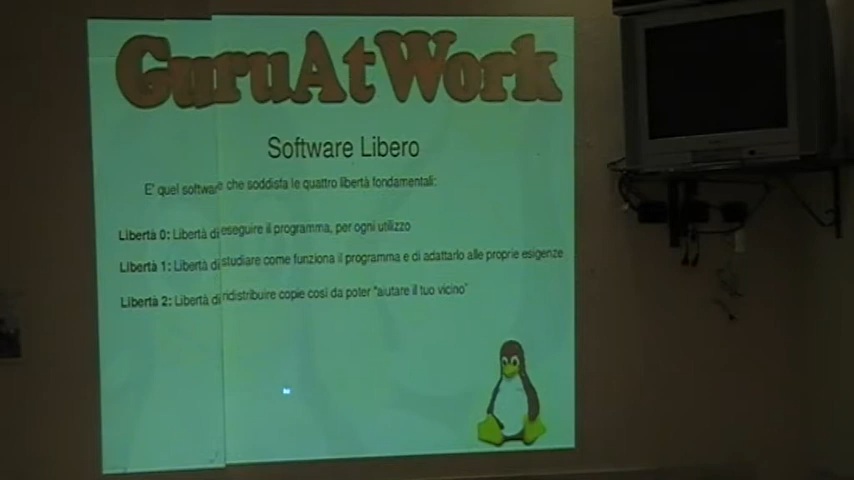 GuruAtWork
Software Libero
E' quel software che soddisfa le quattro libertà fondamentali:
Libertà 0: Libertà di eseguire il programma, per ogni utilizzo
Libertà 1: Libertà di studiare come funziona il programma e di adattarlo alle proprie esigenze
Libertà 2: Libertà di ridistribuire copie così da poter "aiutare il tuo vicino"